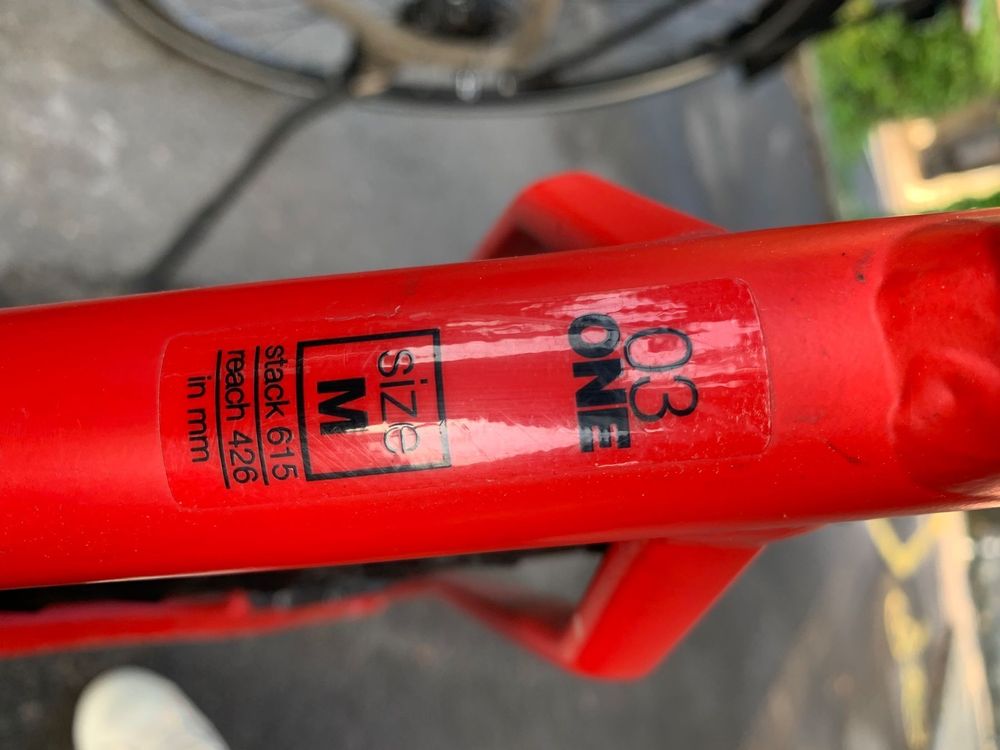 03
ONE
size
M
stack 615
reach 426
in mm